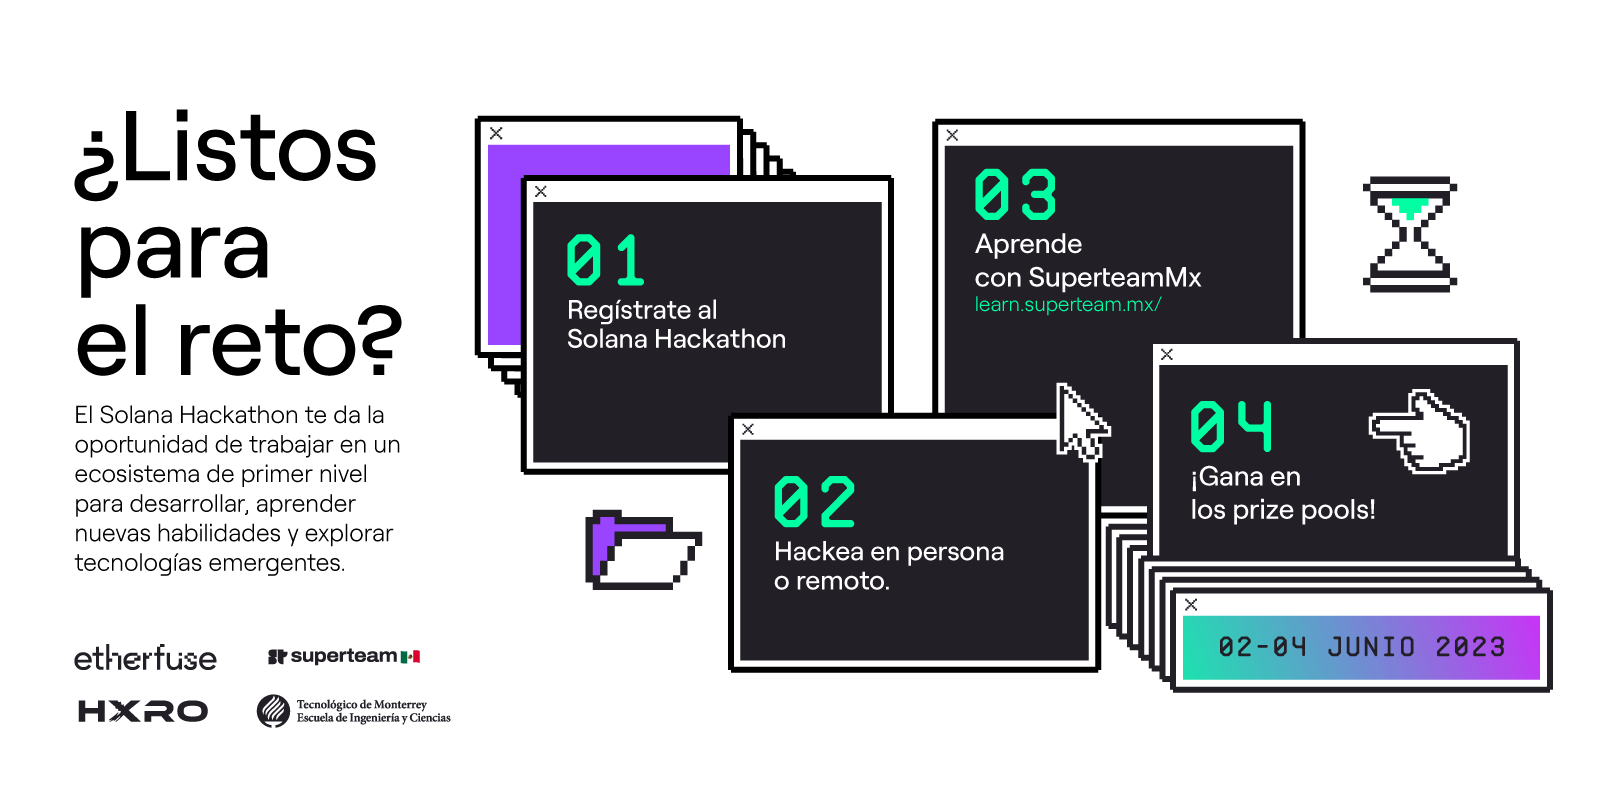 ¿Listos
para
el reto?
El Solana Hackathon te da la
oportunidad de trabajar en un
ecosistema de primer nivel
para desarrollar, aprender
nuevas habilidades y explorar
tecnologías emergentes.
etherfuse
superteam
HXRO
Tecnológico de Monterrey
Escuela de Ingeniería y Ciencias
01
Regístrate al
Solana Hackathon
02
Hackea en persona
o remoto.
03
Aprende
con SuperteamMx
learn.superteam.mx/
04
¡Gana en
los prize pools!
02-04 JUNIO 2023